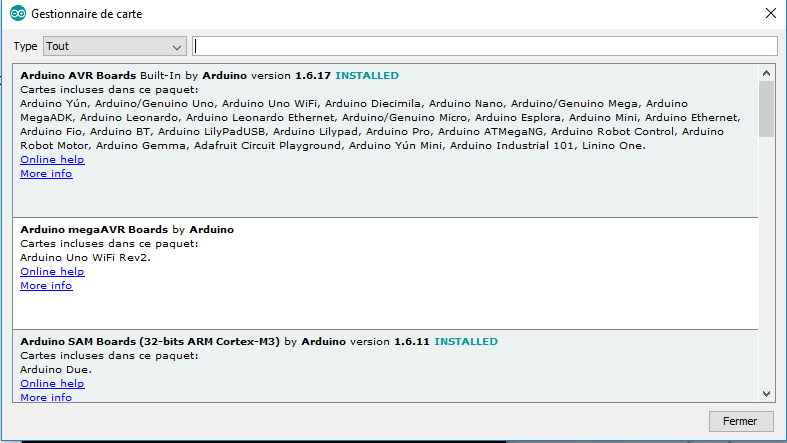 Gestionnaire de carte
Type Tout
Arduino AVR Boards Built-In by Arduino version 1.6.17 INSTALLED
Cartes incluses dans ce paquet:
Arduino Yún, Arduino/Genuino Uno, Arduino Uno WiFi, Arduino Diecimila, Arduino Nano, Arduino/Genuino Mega, Arduino
MegaADK, Arduino Leonardo, Arduino Leonardo Ethernet, Arduino/Genuino Micro, Arduino Esplora, Arduino Mini, Arduino Ethernet,
Arduino Fio, Arduino BT, Arduino LilyPadUSB, Arduino Lilypad, Arduino Pro, Arduino ATMegaNG, Arduino Robot Control, Arduino
Robot Motor, Arduino Gemma, Adafruit Circuit Playground, Arduino Yún Mini, Arduino Industrial 101, Linino One.
Online help
More info
Arduino megaAVR Boards by Arduino
Cartes incluses dans ce paquet:
Arduino Uno WiFi Rev2.
Online help
More info
Arduino SAM Boards (32-bits ARM Cortex-M3) by Arduino version 1.6.11 INSTALLED
Cartes incluses dans ce paquet:
Arduino Due.
Online help
More info
Fermer